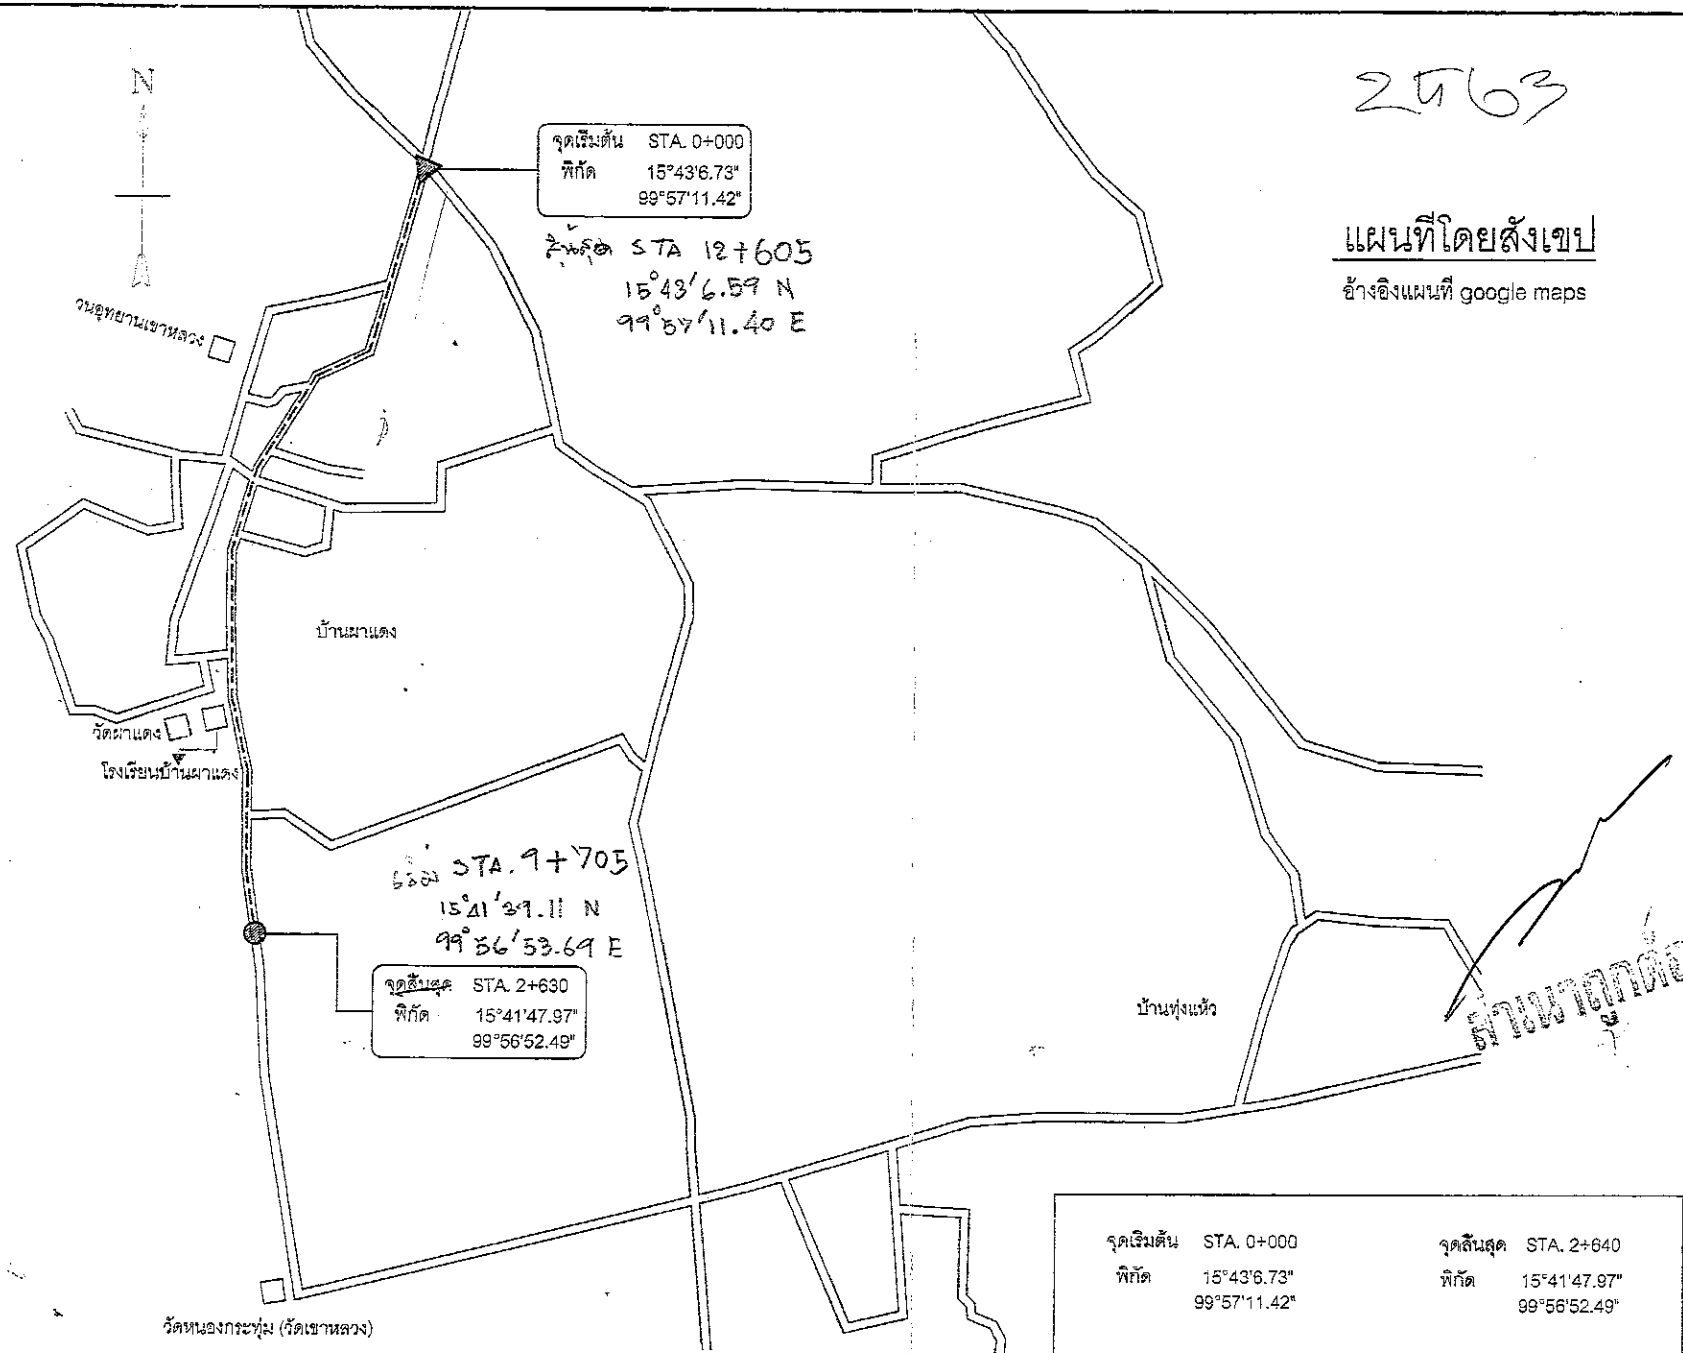 N
2563
จุดเริ่มต้น STA. 0+000
พิกัด 15°43'6.73"
99°57'11.42"
สิ้นสุด STA 12+605
15°43'6.59 N
99°57'11.40 E
แผนที่โดยสังเขป
อ้างอิงแผนที่ google maps
วนอุทยานเขาหลวง
บ้านผาแดง
วัดผาแดง
โรงเรียนบ้านผาแดง
เริ่ม STA. 9+705
15°41'39.11 N
99°56'53.69 E
จุดสิ้นสุด STA. 2+630
พิกัด 15°41'47.97"
99°56'52.49"
บ้านทุ่งแห้ว
สำเนาถูกต้อ
จุดเริ่มต้น STA. 0+000
พิกัด 15°43'6.73"
99°57'11.42"
จุดสิ้นสุด STA. 2+640
พิกัด 15°41'47.97"
99°56'52.49"
วัดหนองกระทุ่ม (วัดเขาหลวง)